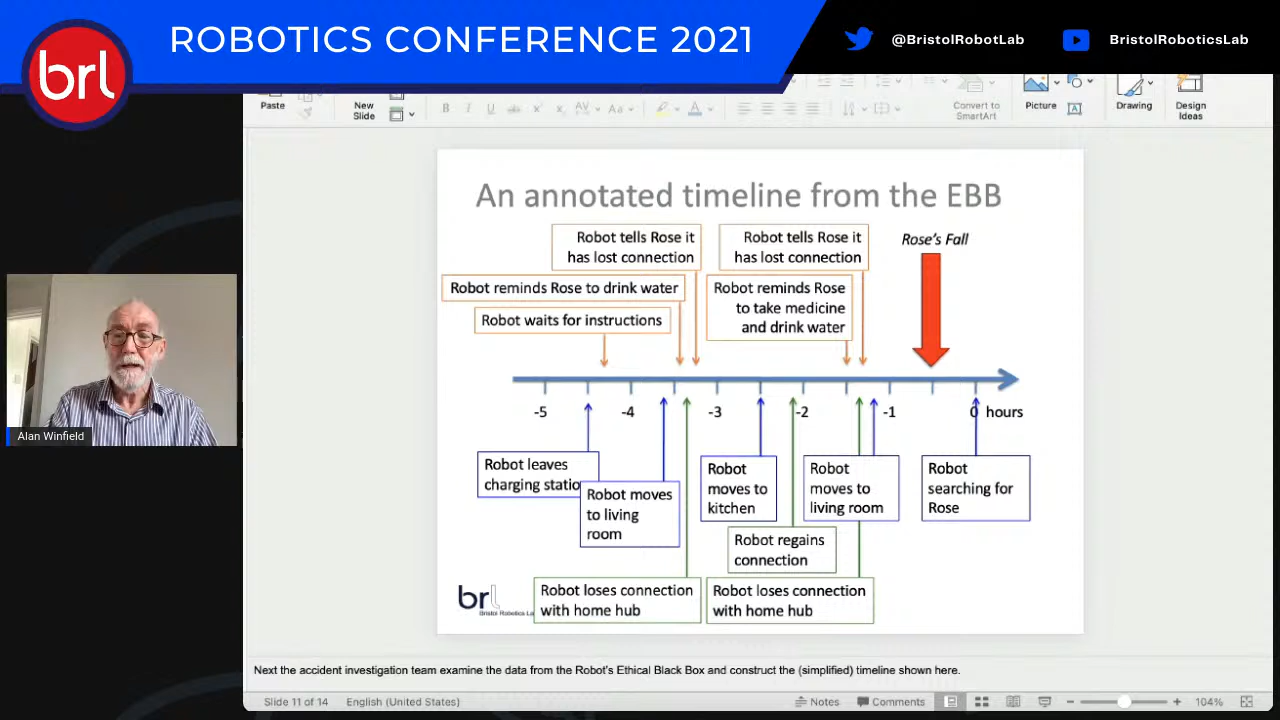 ROBOTICS CONFERENCE 2021
@BristolRobotLab
BristolRoboticsLab
brl
Paste
New
Slide
B I U ab x x AV Aa A
Convert to
SmartArt
Picture
A
Drawing
Design
Ideas
An annotated timeline from the EBB
Robot tells Rose it
has lost connection
Robot tells Rose it
has lost connection
Rose's Fall
Robot reminds Rose to drink water
Robot reminds Rose
to take medicine
and drink water
Robot waits for instructions
-5 -4 -3 -2 -1 0 hours
Robot leaves
charging statio
Robot moves
to living
room
Robot
moves to
kitchen
Robot
moves to
living room
Robot
searching for
Rose
Robot regains
connection
Robot loses connection
with home hub
Robot loses connection
with home hub
brl
Bristol Robotics La
Alan Winfield
Next the accident investigation team examine the data from the Robot's Ethical Black Box and construct the (simplified) timeline shown here.
Slide 11 of 14
English (United States)
Notes
Comments
104%